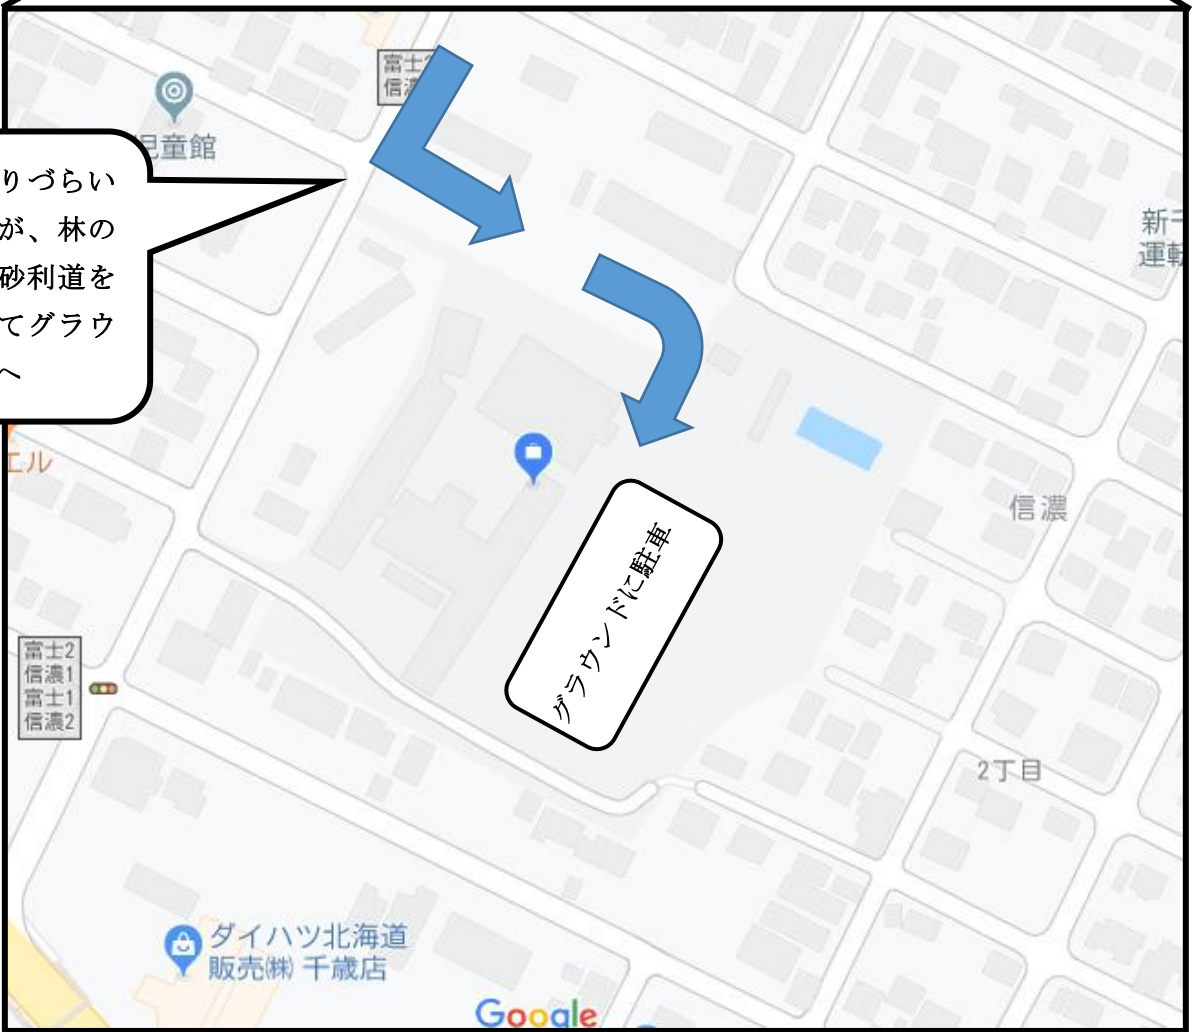 富士
信濃
児童館
りづらい
が、林の
砂利道を
てグラウ
へ
新千
運転
エル
信濃
グラウンドに駐車
富士2
信濃1
富士1
信濃2
2丁目
ダイハツ北海道
販売㈱ 千歳店
Google